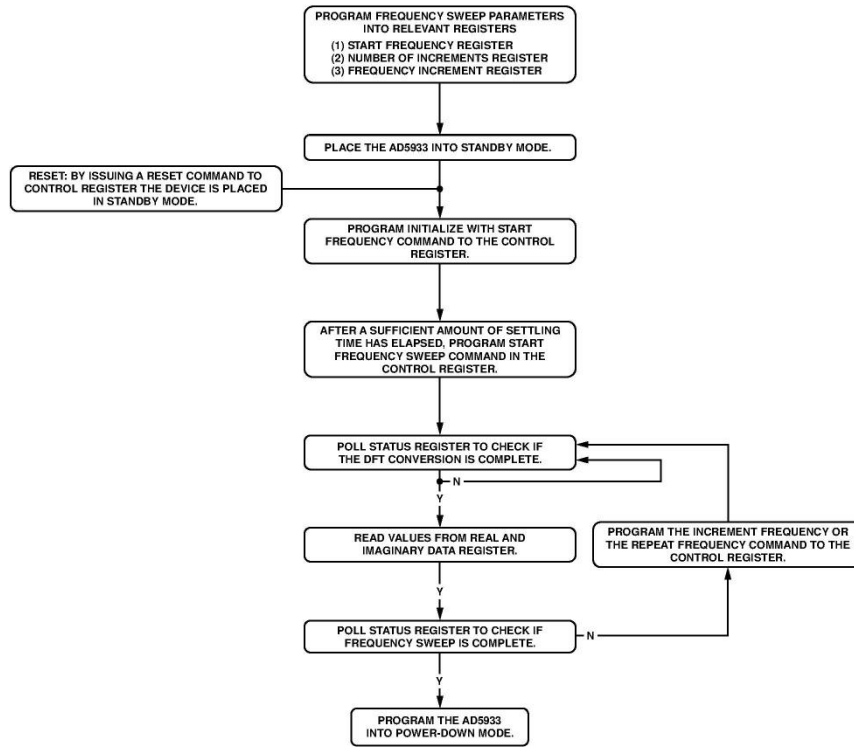 PROGRAM FREQUENCY SWEEP PARAMETERS
INTO RELEVANT REGISTERS
(1) START FREQUENCY REGISTER
(2) NUMBER OF INCREMENTS REGISTER
(3) FREQUENCY INCREMENT REGISTER
PLACE THE AD5933 INTO STANDBY MODE.
RESET: BY ISSUING A RESET COMMAND TO
CONTROL REGISTER THE DEVICE IS PLACED
IN STANDBY MODE.
PROGRAM INITIALIZE WITH START
FREQUENCY COMMAND TO THE CONTROL
REGISTER.
AFTER A SUFFICIENT AMOUNT OF SETTLING
TIME HAS ELAPSED, PROGRAM START
FREQUENCY SWEEP COMMAND IN THE
CONTROL REGISTER.
POLL STATUS REGISTER TO CHECK IF
THE DFT CONVERSION IS COMPLETE.
N
Y
READ VALUES FROM REAL AND
IMAGINARY DATA REGISTER.
PROGRAM THE INCREMENT FREQUENCY OR
THE REPEAT FREQUENCY COMMAND TO THE
CONTROL REGISTER.
Y
POLL STATUS REGISTER TO CHECK IF
FREQUENCY SWEEP IS COMPLETE.
N
Y
PROGRAM THE AD5933
INTO POWER-DOWN MODE.